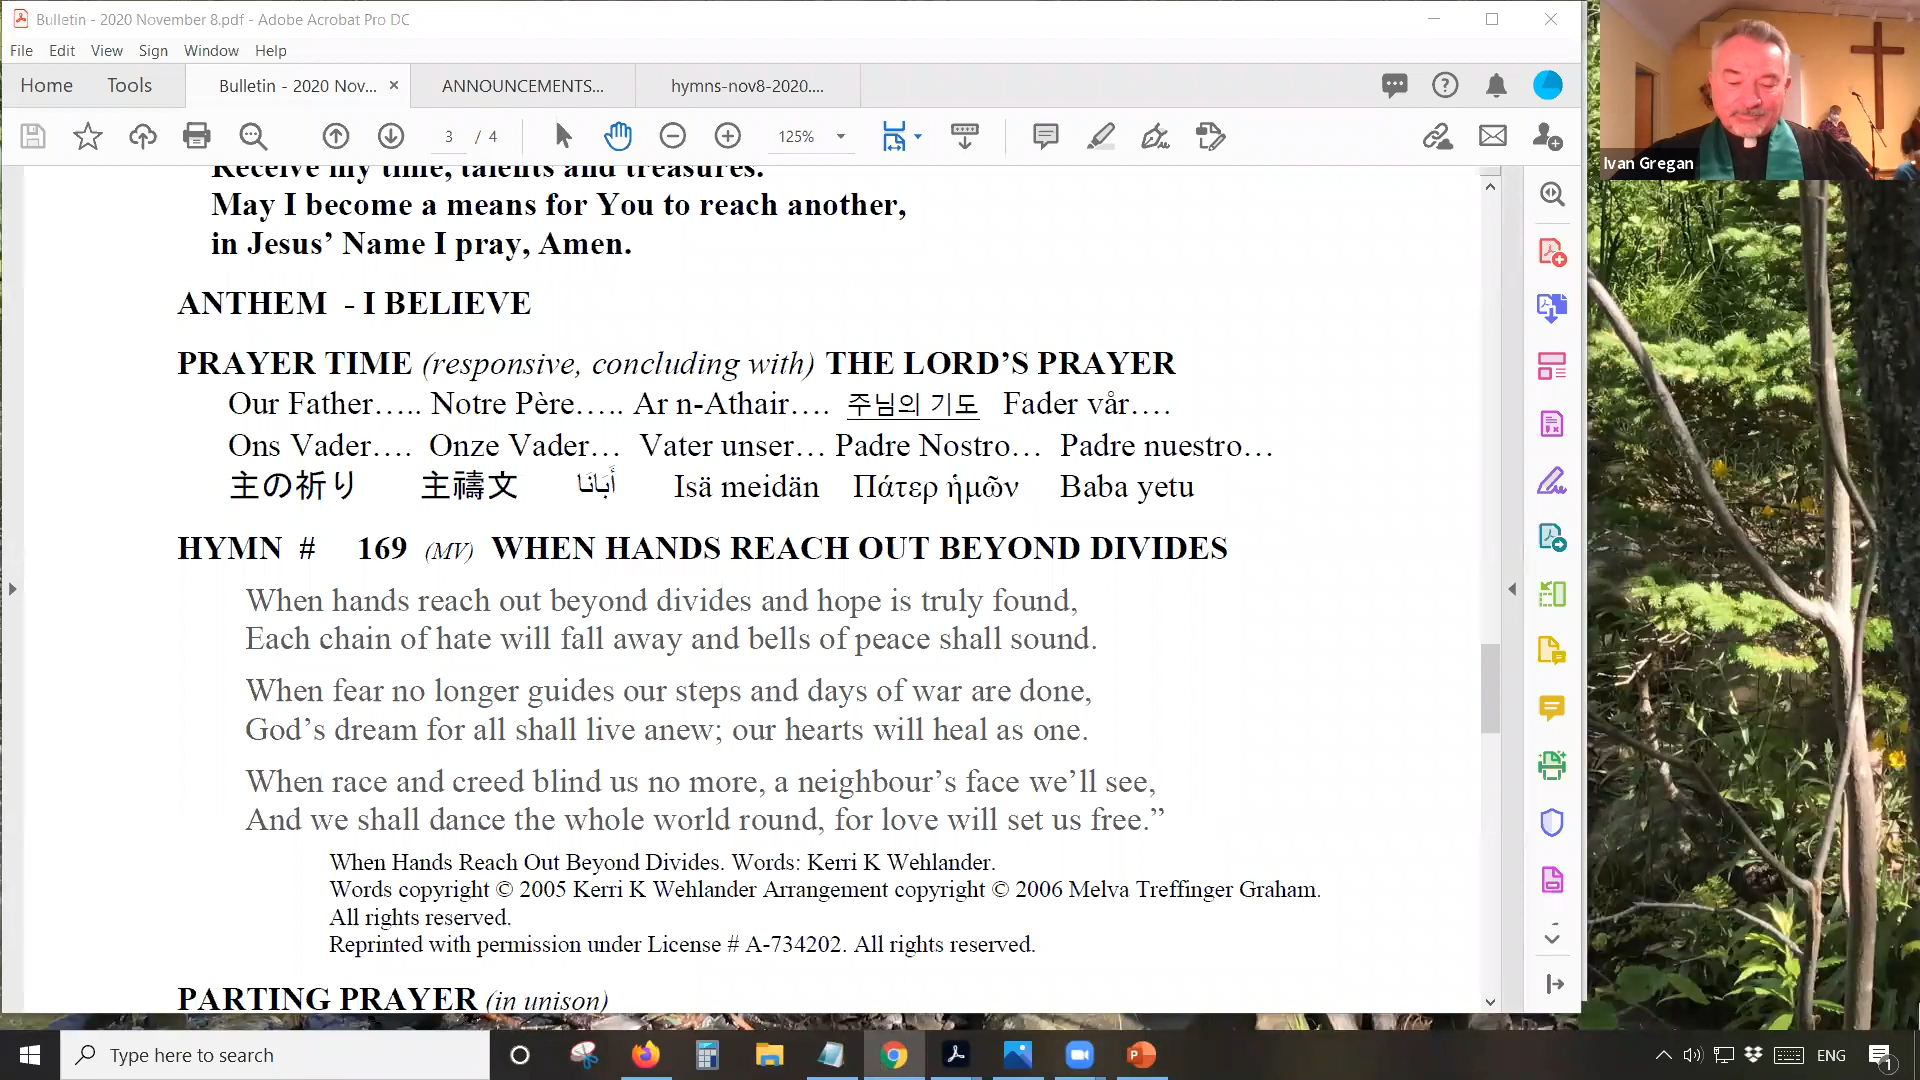 Bulletin - 2020 November 8.pdf - Adobe Acrobat Pro DC
File Edit View Sign Window Help
Home Tools Bulletin - 2020 Nov... × ANNOUNCEMENTS... hymns-nov8-2020....
3 / 4 125%
Ivan Gregan
Receive my time, talents and treasures.
May I become a means for You to reach another,
in Jesus’ Name I pray, Amen.
ANTHEM - I BELIEVE
PRAYER TIME (responsive, concluding with) THE LORD’S PRAYER
Our Father….. Notre Père….. Ar n-Athair…. 주님의 기도 Fader vår….
Ons Vader…. Onze Vader… Vater unser… Padre Nostro… Padre nuestro…
主の祈り 主禱文 أَبَانَا Isä meidän Πάτερ ἡμῶν Baba yetu
HYMN # 169 (MV) WHEN HANDS REACH OUT BEYOND DIVIDES
When hands reach out beyond divides and hope is truly found,
Each chain of hate will fall away and bells of peace shall sound.
When fear no longer guides our steps and days of war are done,
God’s dream for all shall live anew; our hearts will heal as one.
When race and creed blind us no more, a neighbour’s face we’ll see,
And we shall dance the whole world round, for love will set us free.”
When Hands Reach Out Beyond Divides. Words: Kerri K Wehlander.
Words copyright © 2005 Kerri K Wehlander Arrangement copyright © 2006 Melva Treffinger Graham.
All rights reserved.
Reprinted with permission under License # A-734202. All rights reserved.
PARTING PRAYER (in unison)
Type here to search
ENG
1